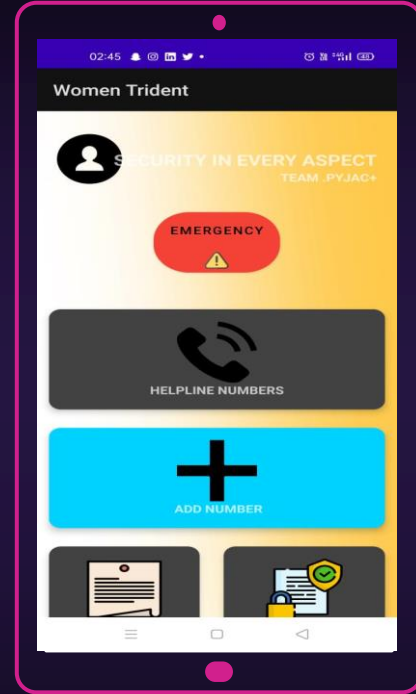 02:45
Women Trident
SECURITY IN EVERY ASPECT
TEAM .PYJAC+
EMERGENCY
HELPLINE NUMBERS
ADD NUMBER